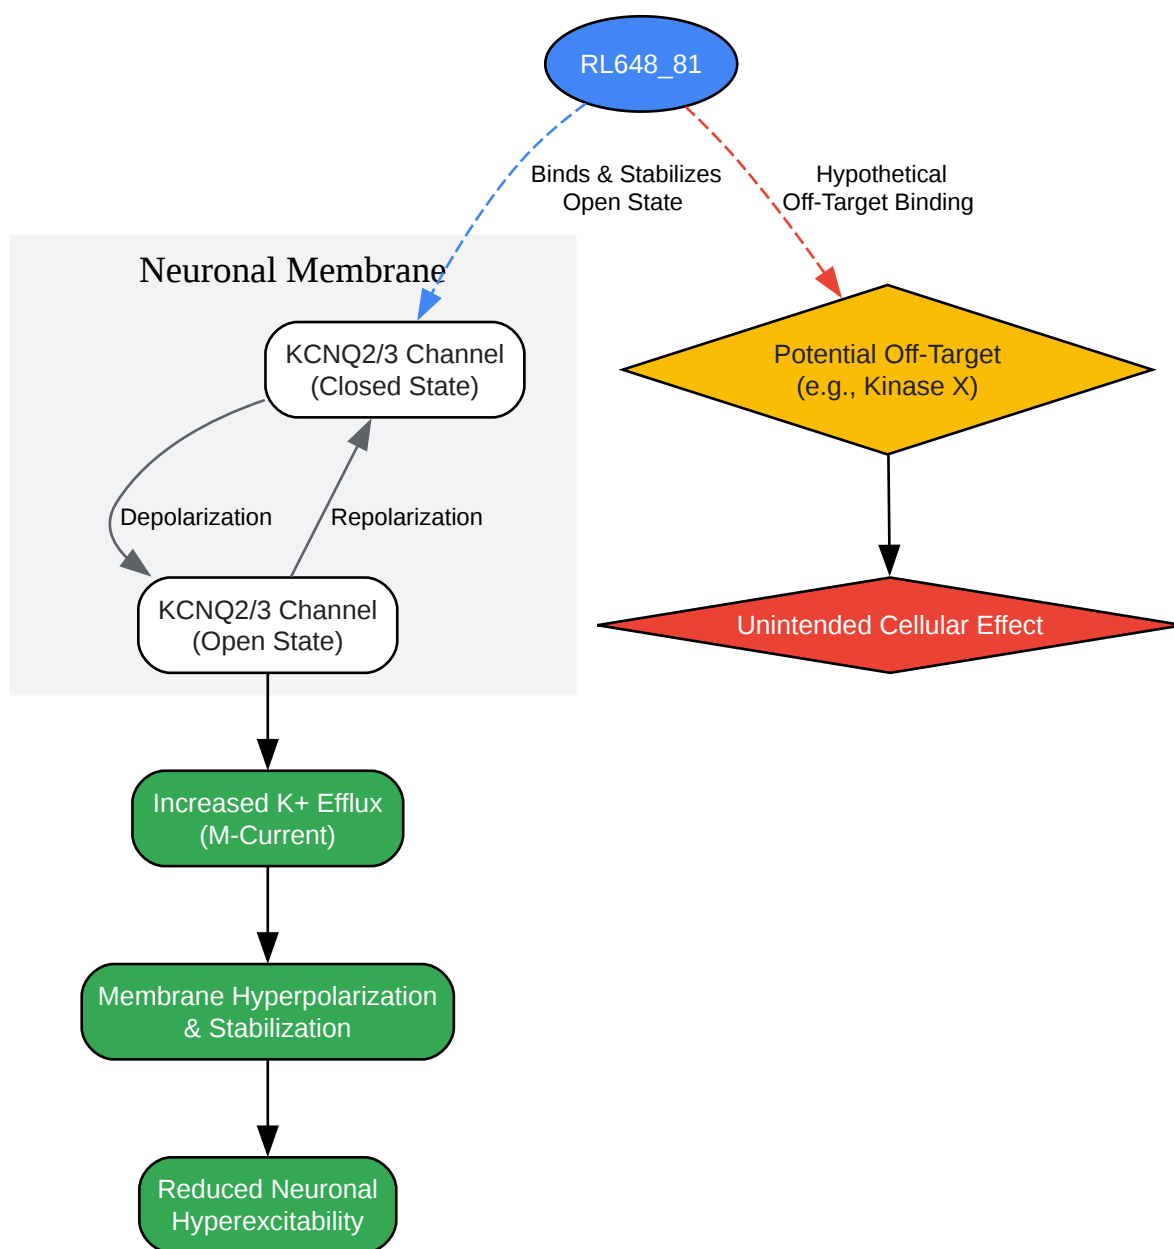 RL648_81
Binds & Stabilizes
Open State
Hypothetical
Off-Target Binding
Neuronal Membrane
KCNQ2/3 Channel
(Closed State)
Potential Off-Target
(e.g., Kinase X)
Depolarization
Repolarization
KCNQ2/3 Channel
(Open State)
Unintended Cellular Effect
Increased K+ Efflux
(M-Current)
Membrane Hyperpolarization
& Stabilization
Reduced Neuronal
Hyperexcitability